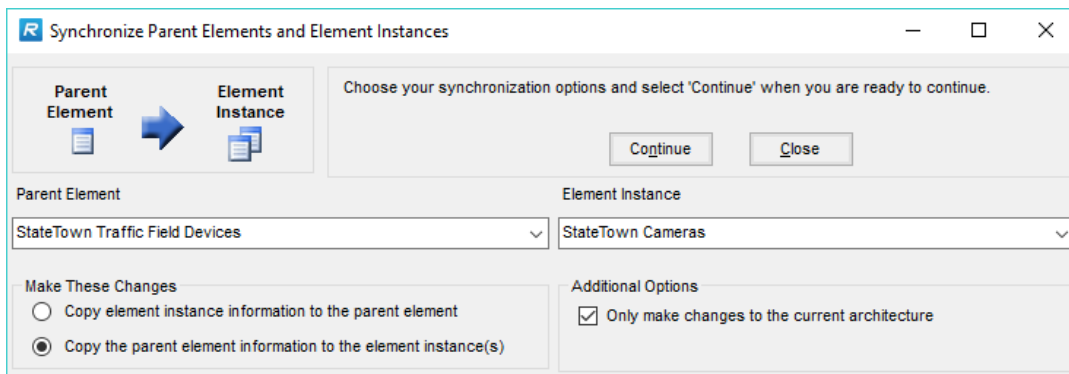 Synchronize Parent Elements and Element Instances
Parent
Element
Element
Instance
Choose your synchronization options and select 'Continue' when you are ready to continue.
Continue
Close
Parent Element
Element Instance
StateTown Traffic Field Devices
StateTown Cameras
Make These Changes
Copy element instance information to the parent element
Copy the parent element information to the element instance(s)
Additional Options
Only make changes to the current architecture